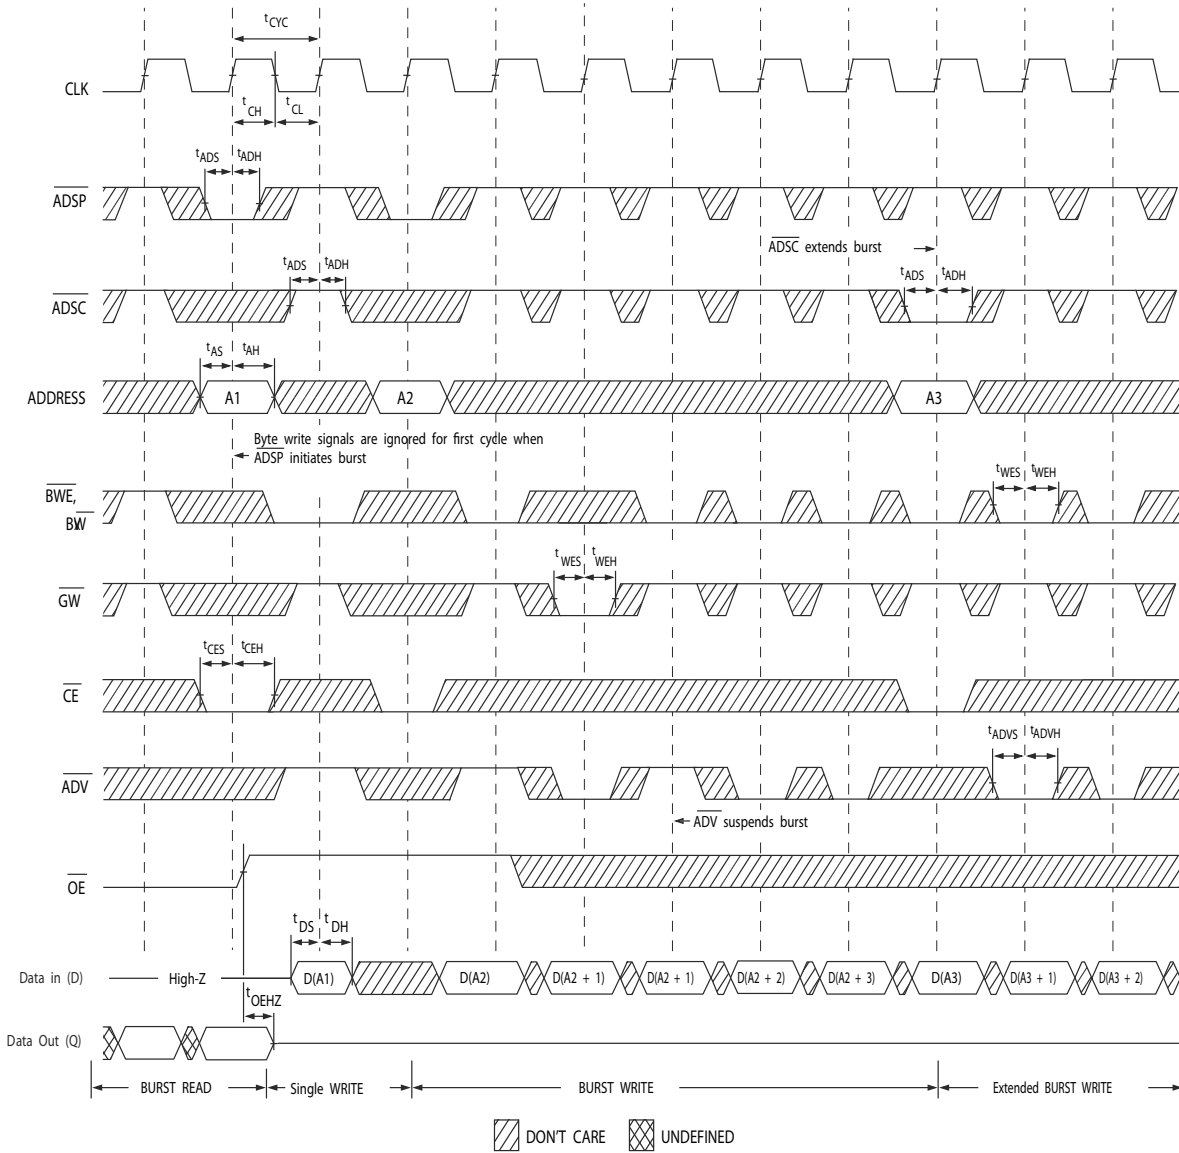 tCYC
CLK
tCH
tCL
tADS
tADH
ADSP
ADSC extends burst
tADS
tADH
tADS
tADH
ADSC
tAS
tAH
ADDRESS
A1
A2
A3
Byte write signals are ignored for first cycle when
ADSP initiates burst
tWES
tWEH
BWE,
BW
tWES
tWEH
GW
tCES
tCEH
CE
tADVS
tADVH
ADV
ADV suspends burst
OE
tDS
tDH
Data in (D)
High-Z
D(A1)
D(A2)
D(A2 + 1)
D(A2 + 1)
D(A2 + 2)
D(A2 + 3)
D(A3)
D(A3 + 1)
D(A3 + 2)
tOEHZ
Data Out (Q)
BURST READ
Single WRITE
BURST WRITE
Extended BURST WRITE
DON'T CARE
UNDEFINED